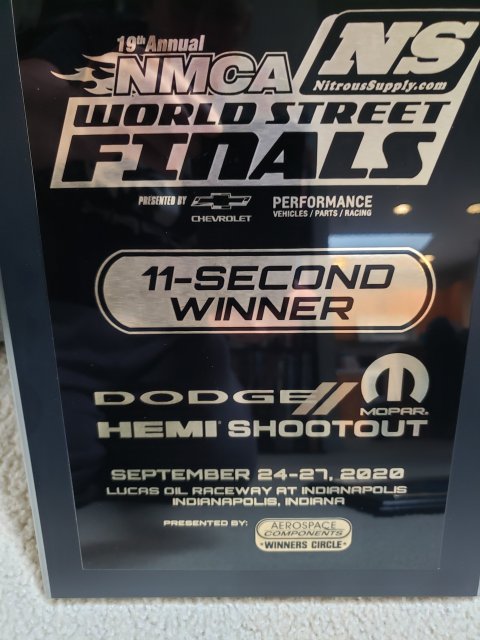 19th Annual
NMCA
NS
NitrousSupply.com
WORLD STREET
FINALS
PRESENTED BY
CHEVROLET
PERFORMANCE
VEHICLES / PARTS / RACING
11-SECOND
WINNER
DODGE//
MOPAR®
HEMI® SHOOTOUT
SEPTEMBER 24-27, 2020
LUCAS OIL RACEWAY AT INDIANAPOLIS
INDIANAPOLIS, INDIANA
PRESENTED BY:
AEROSPACE
COMPONENTS
• WINNERS CIRCLE •